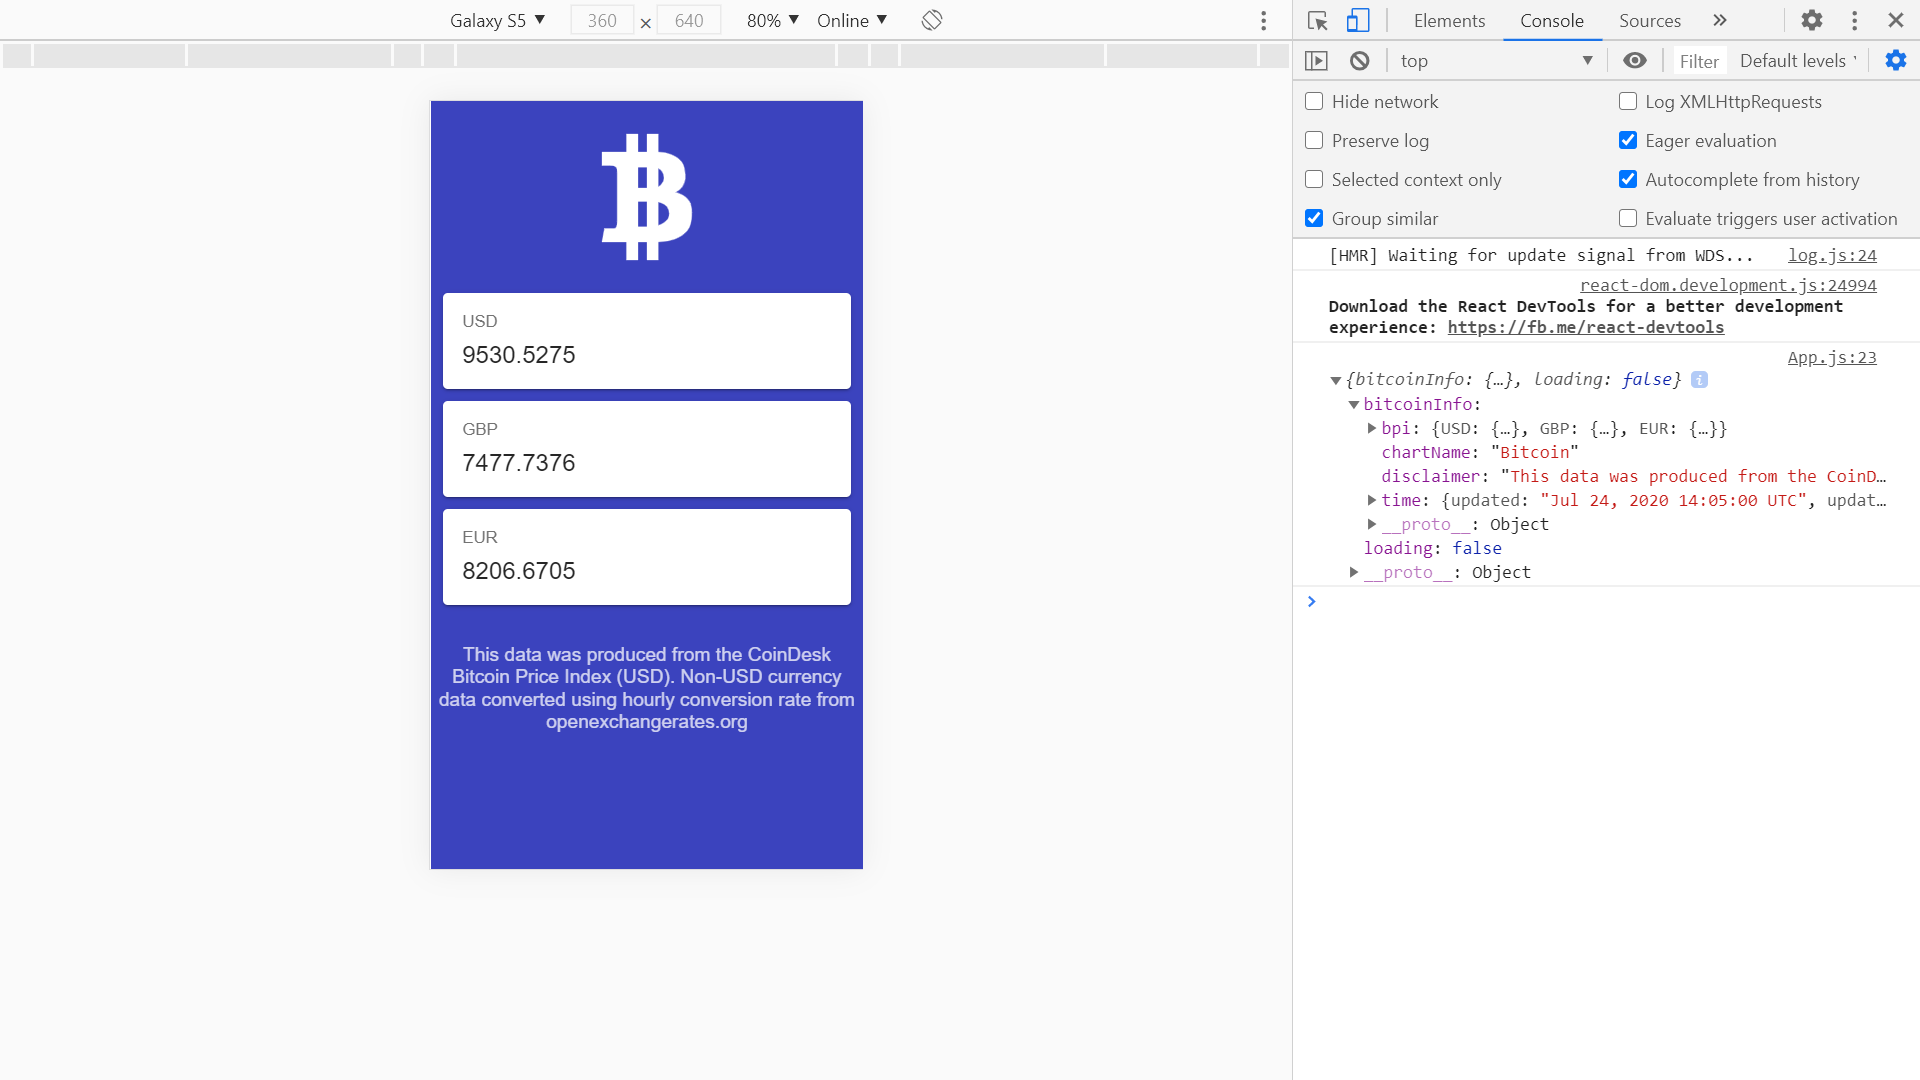 Galaxy S5 ▼ 360 × 640 80% ▼ Online ▼
Elements Console Sources »
top ▼ Filter Default levels
Hide network Log XMLHttpRequests
Preserve log Eager evaluation
Selected context only Autocomplete from history
Group similar Evaluate triggers user activation
USD
9530.5275
GBP
7477.7376
EUR
8206.6705
This data was produced from the CoinDesk
Bitcoin Price Index (USD). Non-USD currency
data converted using hourly conversion rate from
openexchangerates.org
[HMR] Waiting for update signal from WDS... log.js:24
react-dom.development.js:24994
Download the React DevTools for a better development
experience: https://fb.me/react-devtools
App.js:23
▼{bitcoinInfo: {…}, loading: false} i
▼bitcoinInfo:
▶bpi: {USD: {…}, GBP: {…}, EUR: {…}}
chartName: "Bitcoin"
disclaimer: "This data was produced from the CoinD…
▶time: {updated: "Jul 24, 2020 14:05:00 UTC", updat…
▶__proto__: Object
loading: false
▶__proto__: Object